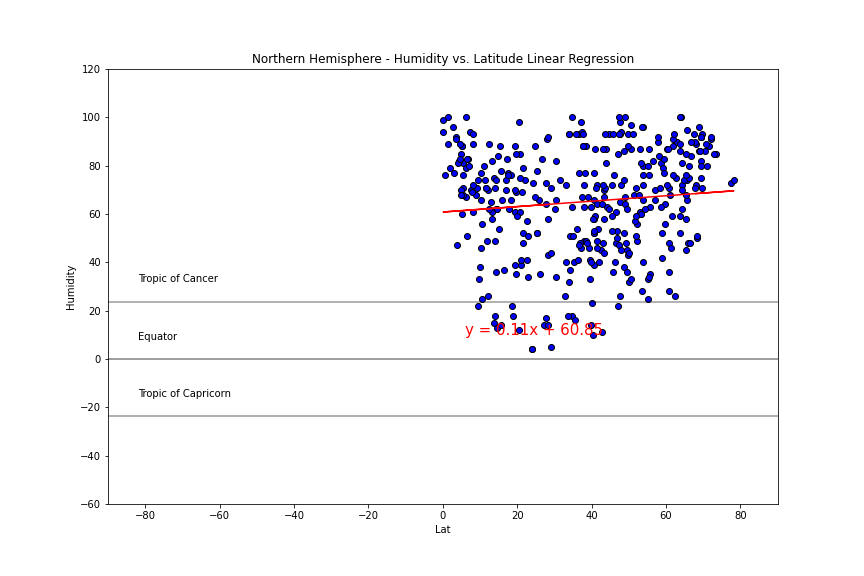 Northern Hemisphere - Humidity vs. Latitude Linear Regression
120
100
80
60
40
20
0
−20
−40
−60
Humidity
Tropic of Cancer
Equator
Tropic of Capricorn
y = 0.11x + 60.85
−80
−60
−40
−20
0
20
40
60
80
Lat